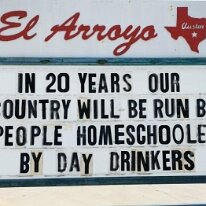 El Arroyo
Austin
IN 20 YEARS OUR
COUNTRY WILL BE RUN B
PEOPLE HOMESCHOOLE
BY DAY DRINKERS